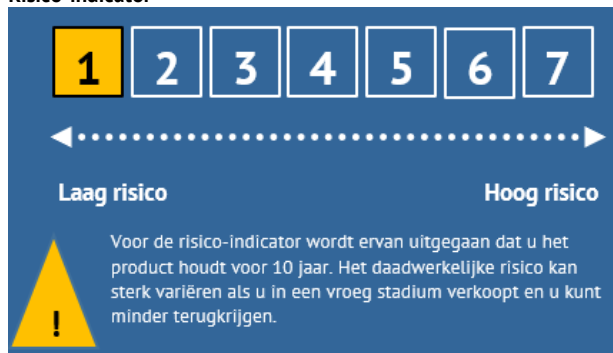 Risico-indicator
1 2 3 4 5 6 7
Laag risico Hoog risico
Voor de risico-indicator wordt ervan uitgegaan dat u het
product houdt voor 10 jaar. Het daadwerkelijke risico kan
sterk variëren als u in een vroeg stadium verkoopt en u kunt
minder terugkrijgen.
!